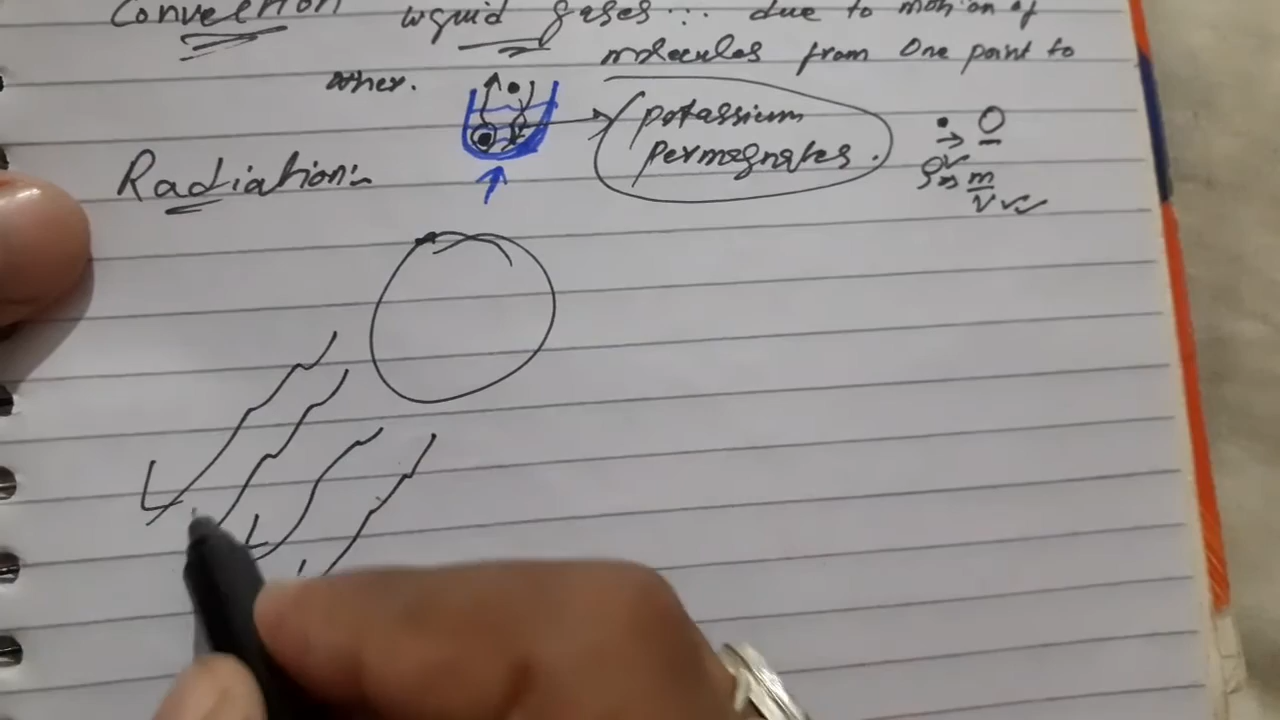 Convection liquid gases... due to motion of
molecules from One point to
other.
potassium
permagnates.
Radiation:-
ρ = m
V